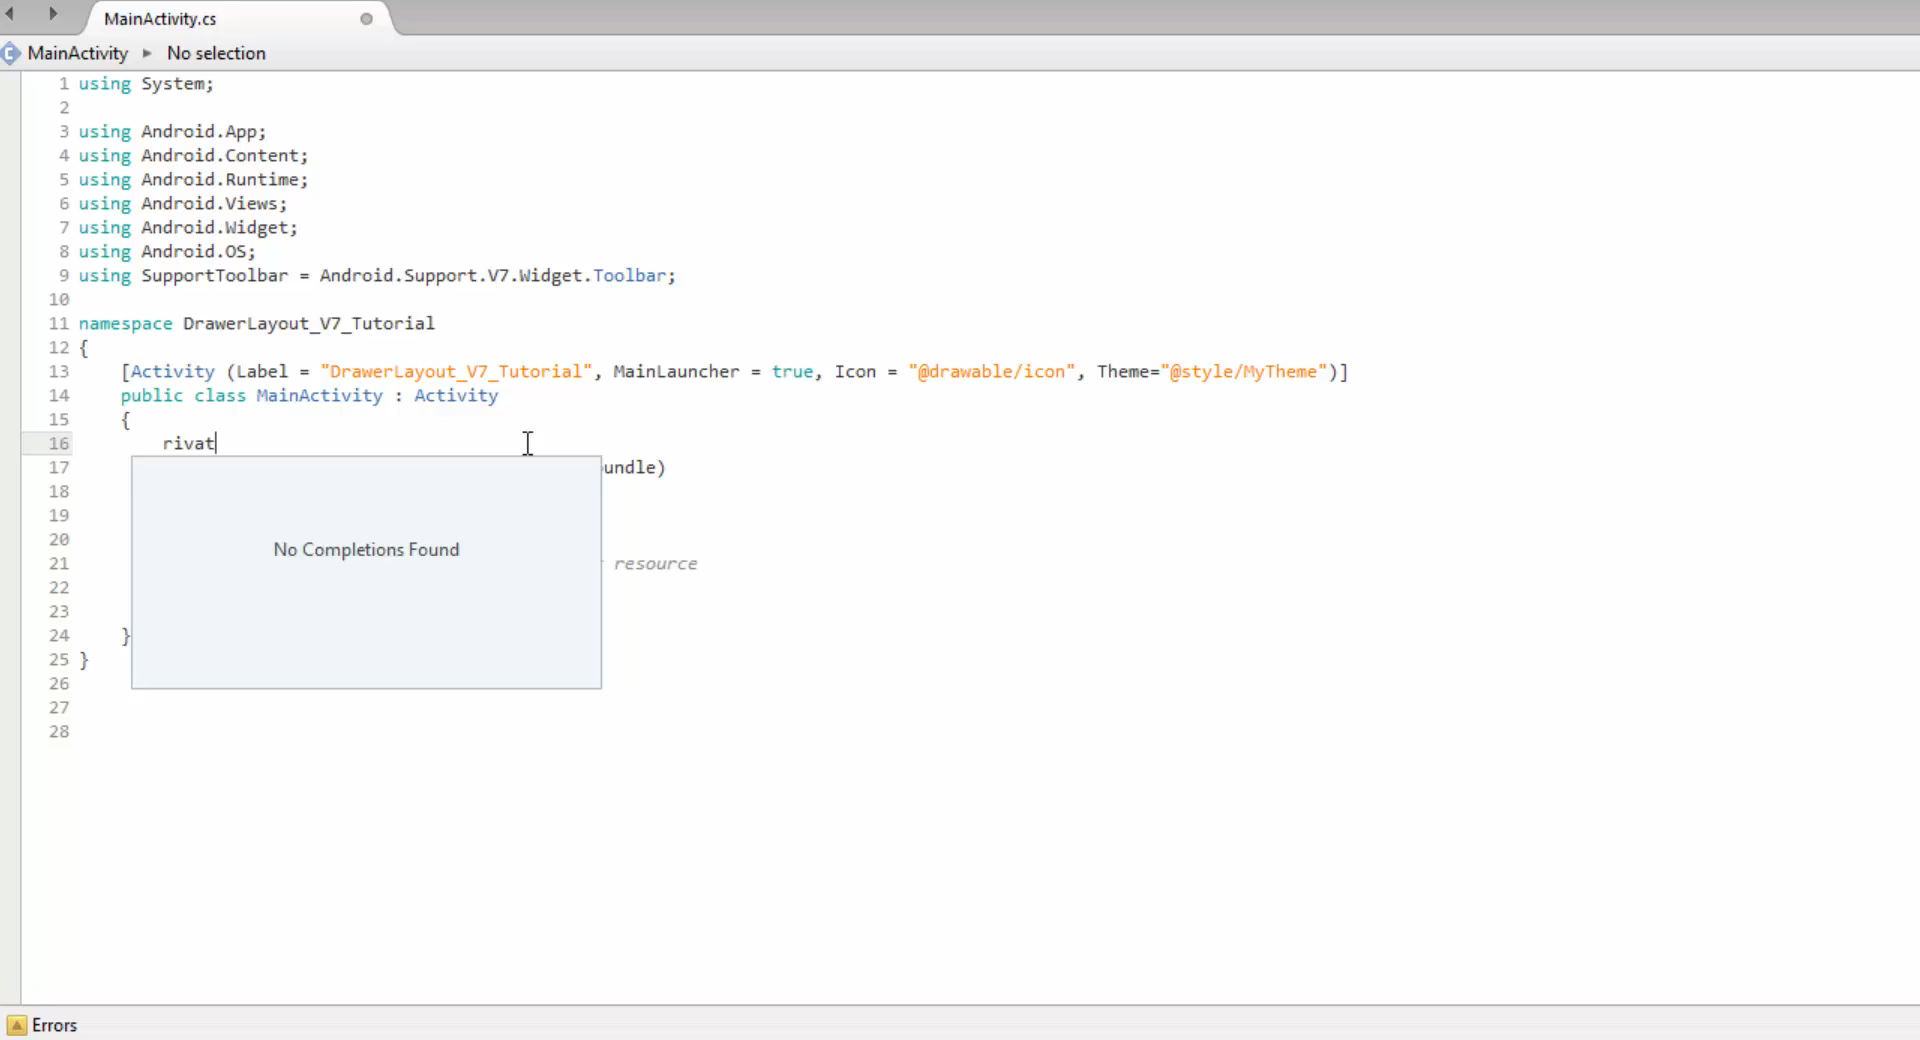 MainActivity.cs
MainActivity ▸ No selection
1 using System;
2
3 using Android.App;
4 using Android.Content;
5 using Android.Runtime;
6 using Android.Views;
7 using Android.Widget;
8 using Android.OS;
9 using SupportToolbar = Android.Support.V7.Widget.Toolbar;
10
11 namespace DrawerLayout_V7_Tutorial
12 {
13 [Activity (Label = "DrawerLayout_V7_Tutorial", MainLauncher = true, Icon = "@drawable/icon", Theme="@style/MyTheme")]
14 public class MainActivity : Activity
15 {
16 rivat
17 undle)
18
19
20
No Completions Found
21 resource
22
23
24 }
25 }
26
27
28
Errors